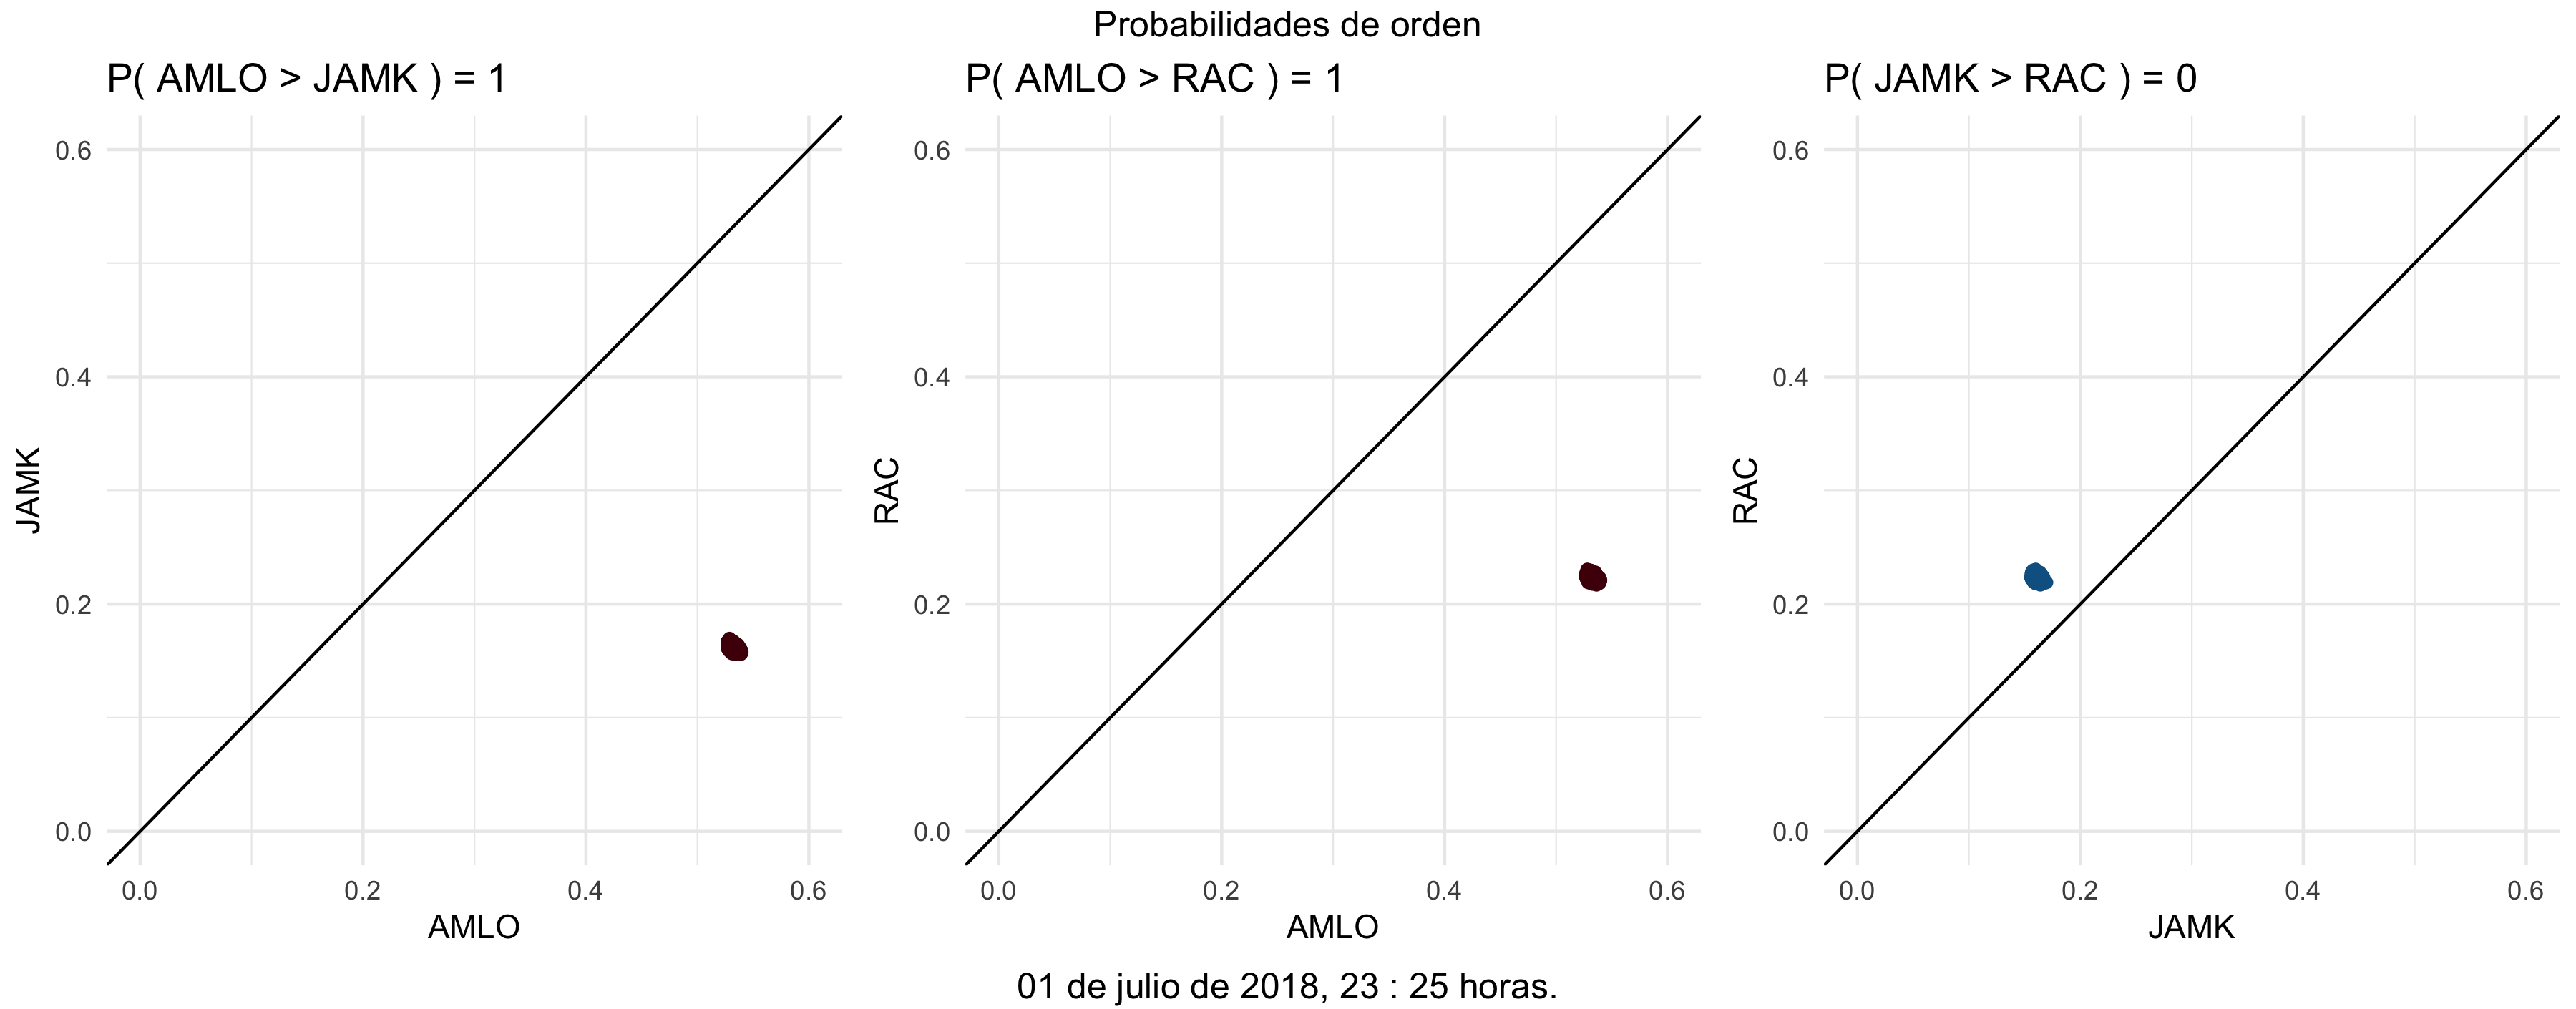 Probabilidades de orden
P( AMLO > JAMK ) = 1
0.6
0.4
0.2
0.0
JAMK
0.0 0.2 0.4 0.6
AMLO
P( AMLO > RAC ) = 1
0.6
0.4
0.2
0.0
RAC
0.0 0.2 0.4 0.6
AMLO
P( JAMK > RAC ) = 0
0.6
0.4
0.2
0.0
RAC
0.0 0.2 0.4 0.6
JAMK
01 de julio de 2018, 23 : 25 horas.